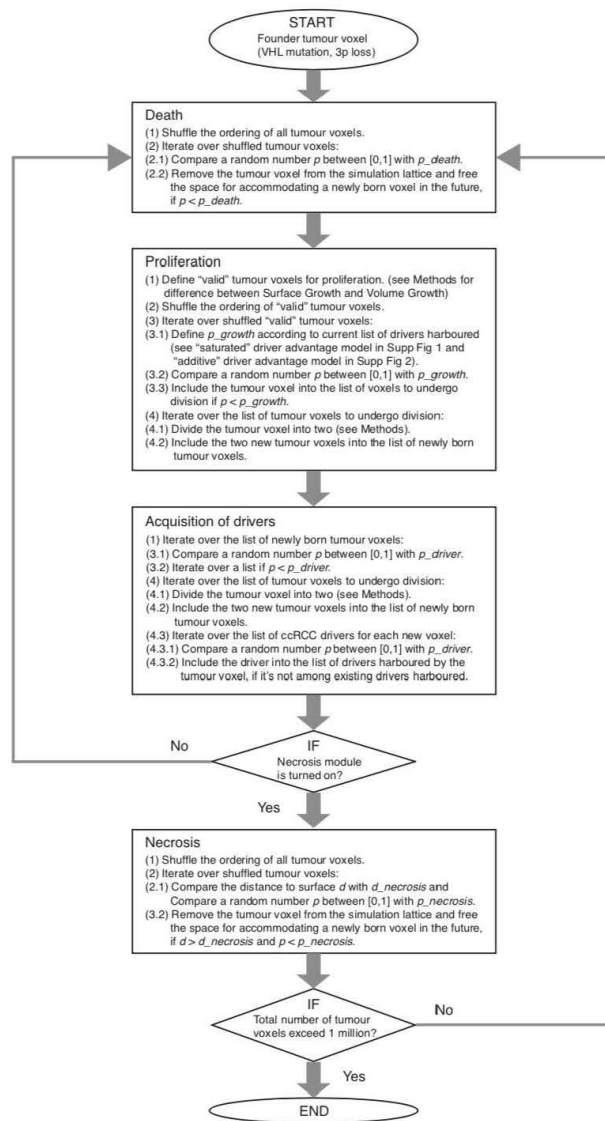 START
Founder tumour voxel
(VHL mutation, 3p loss)
Death
(1) Shuffle the ordering of all tumour voxels.
(2) Iterate over shuffled tumour voxels:
(2.1) Compare a random number p between [0,1] with p_death.
(2.2) Remove the tumour voxel from the simulation lattice and free
the space for accommodating a newly born voxel in the future,
if p < p_death.
Proliferation
(1) Define “valid” tumour voxels for proliferation. (see Methods for
difference between Surface Growth and Volume Growth)
(2) Shuffle the ordering of “valid” tumour voxels.
(3) Iterate over shuffled “valid” tumour voxels:
(3.1) Define p_growth according to current list of drivers harboured
(see “saturated” driver advantage model in Supp Fig 1 and
“additive” driver advantage model in Supp Fig 2).
(3.2) Compare a random number p between [0,1] with p_growth.
(3.3) Include the tumour voxel into the list of voxels to undergo
division if p < p_growth.
(4) Iterate over the list of tumour voxels to undergo division:
(4.1) Divide the tumour voxel into two (see Methods).
(4.2) Include the two new tumour voxels into the list of newly born
tumour voxels.
Acquisition of drivers
(1) Iterate over the list of newly born tumour voxels:
(3.1) Compare a random number p between [0,1] with p_driver.
(3.2) Iterate over a list if p < p_driver.
(4) Iterate over the list of tumour voxels to undergo division:
(4.1) Divide the tumour voxel into two (see Methods).
(4.2) Include the two new tumour voxels into the list of newly born
tumour voxels.
(4.3) Iterate over the list of ccRCC drivers for each new voxel:
(4.3.1) Compare a random number p between [0,1] with p_driver.
(4.3.2) Include the driver into the list of drivers harboured by the
tumour voxel, if it's not among existing drivers harboured.
No
IF
Necrosis module
is turned on?
Yes
Necrosis
(1) Shuffle the ordering of all tumour voxels.
(2) Iterate over shuffled tumour voxels:
(2.1) Compare the distance to surface d with d_necrosis and
Compare a random number p between [0,1] with p_necrosis.
(3.2) Remove the tumour voxel from the simulation lattice and free
the space for accommodating a newly born voxel in the future,
if d > d_necrosis and p < p_necrosis.
IF
Total number of tumour
voxels exceed 1 million?
No
Yes
END